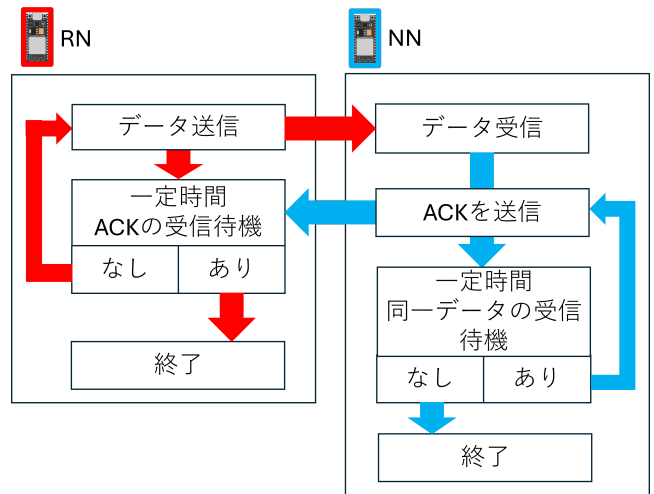 RN
データ送信
一定時間
ACKの受信待機
なし
あり
終了
NN
データ受信
ACKを送信
一定時間
同一データの受信
待機
なし
あり
終了